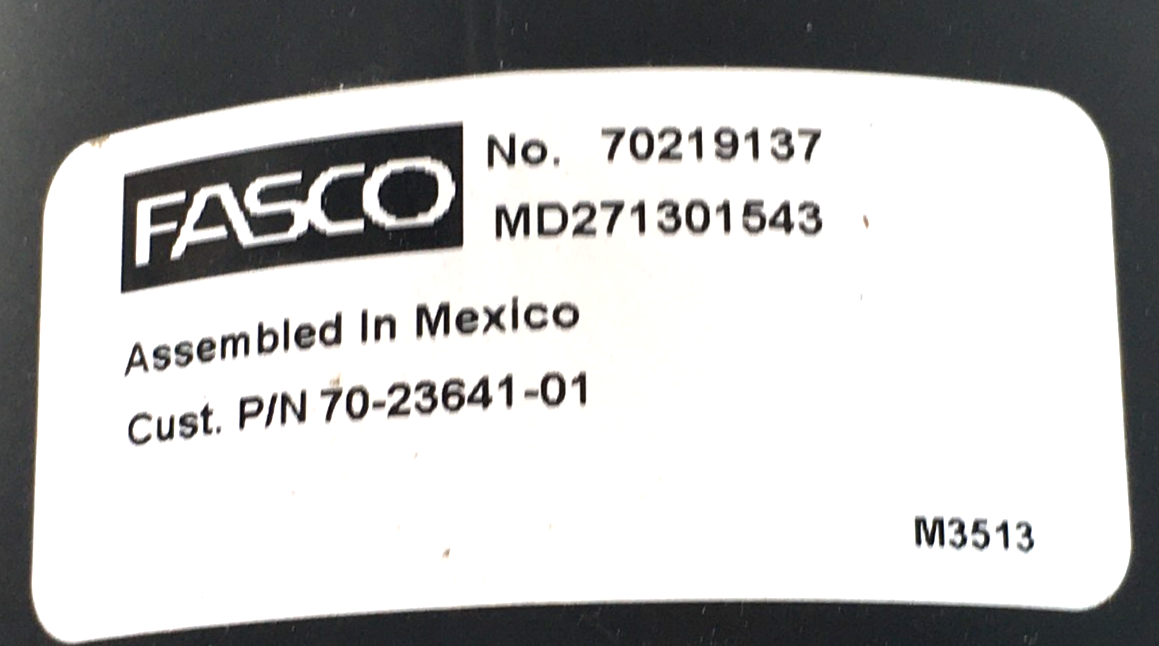 FASCO No. 70219137
MD271301543
Assembled In Mexico
Cust. P/N 70-23641-01
M3513